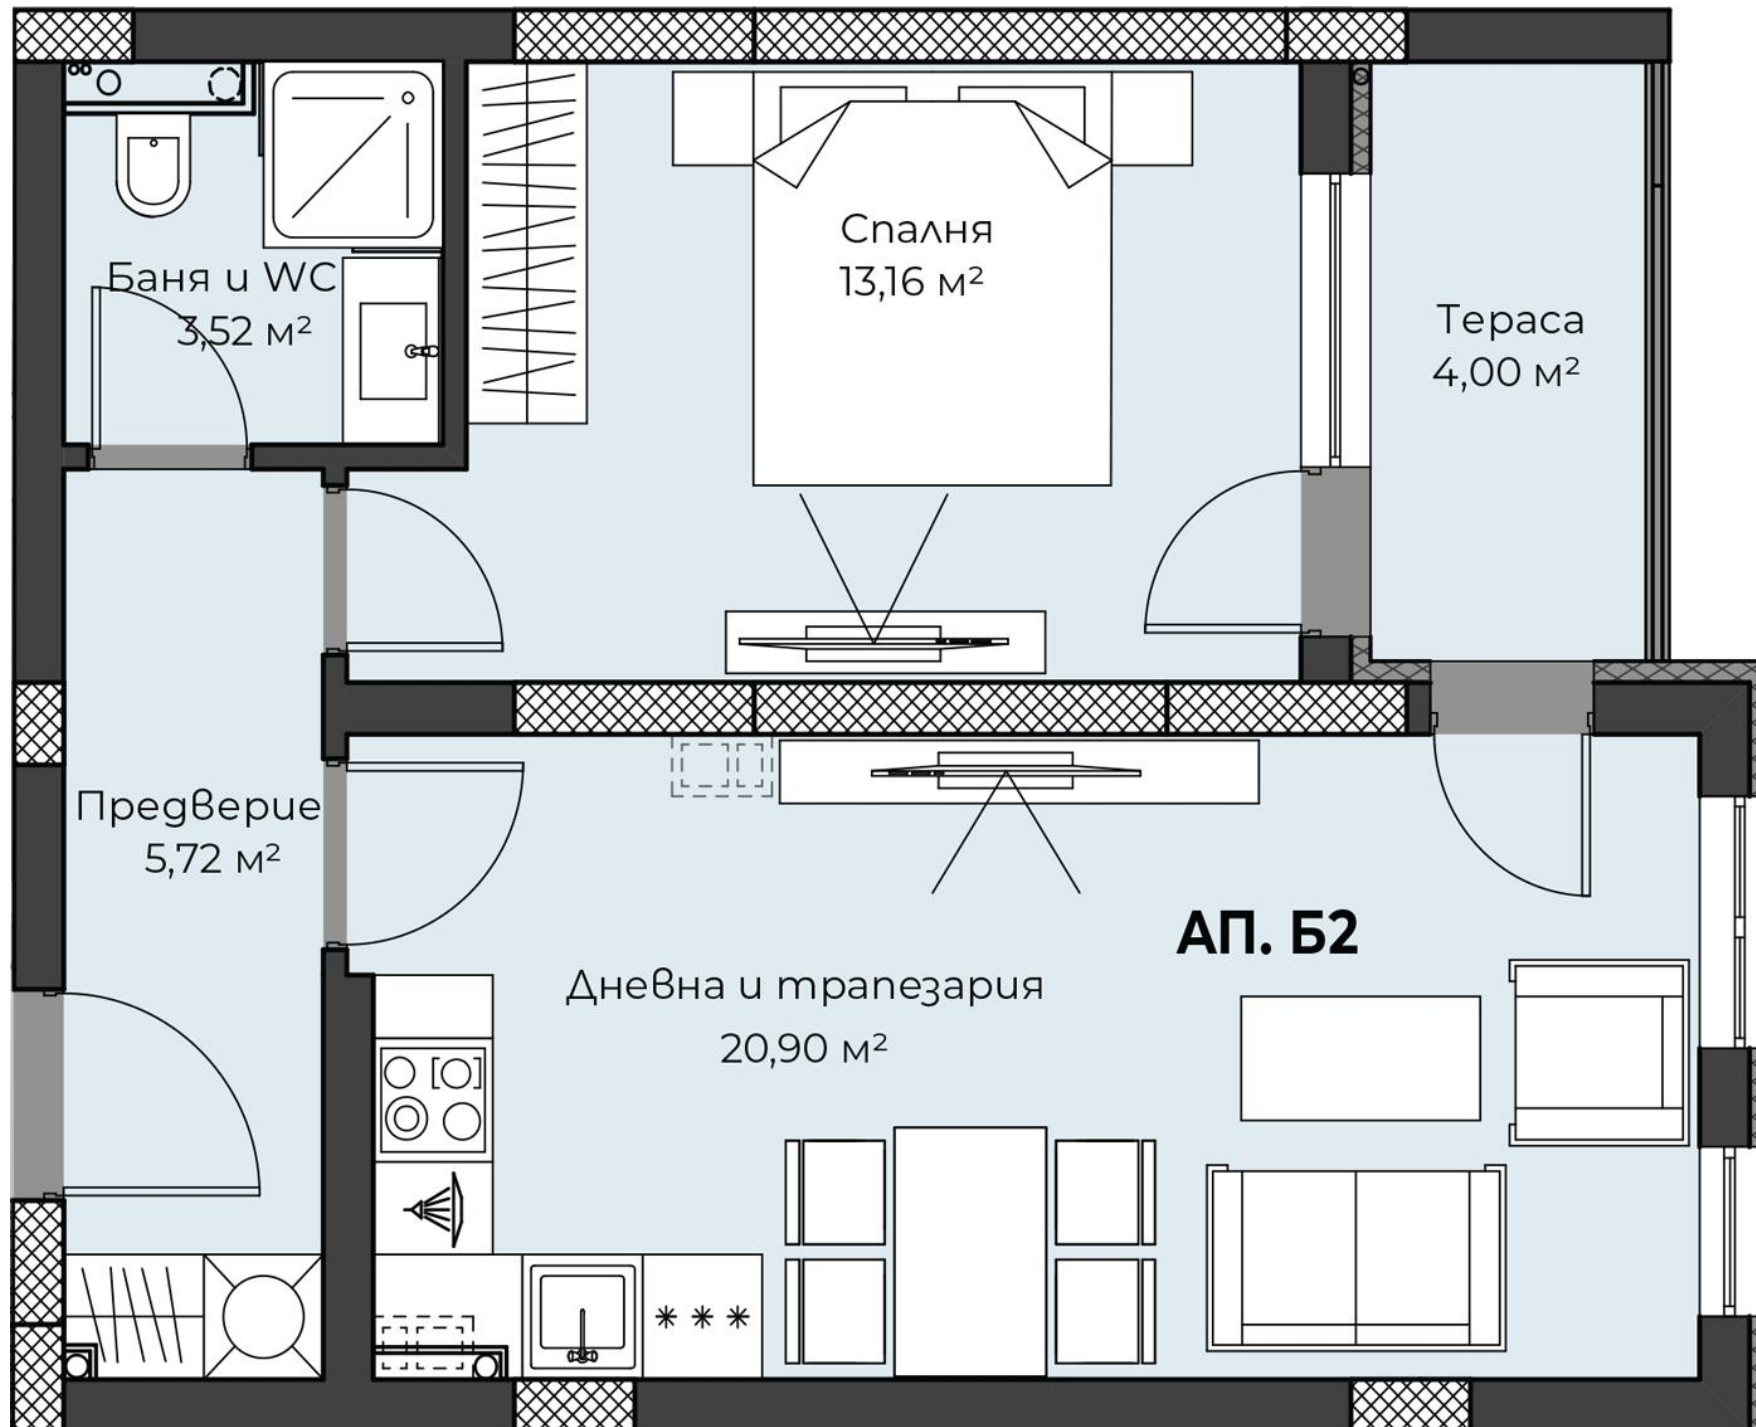 Спалня
13,16 м²
Баня и WC
3,52 м²
Тераса
4,00 м²
Предверие
5,72 м²
АП. Б2
Дневна и трапезария
20,90 м²